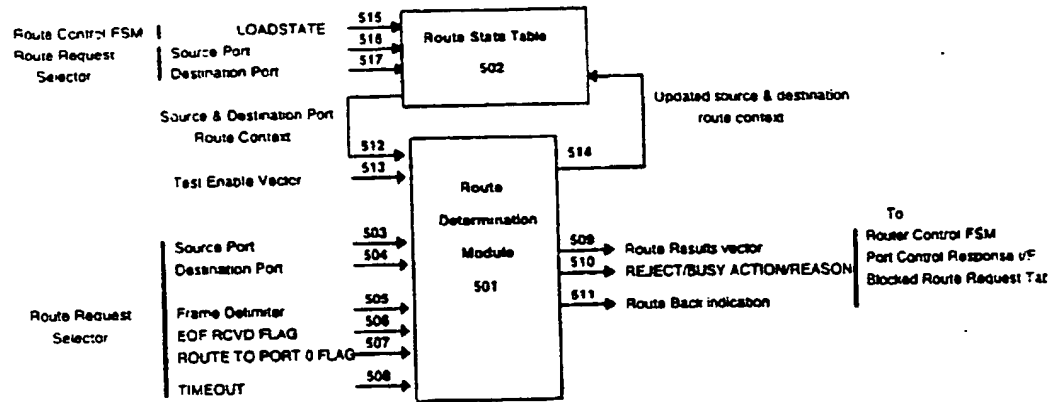 515
Route Control FSM
LOADSTATE
516
Route Request
Selector
Source Port
517
Destination Port
Route State Table
502
Source & Destination Port
Route Context
Updated source & destination
route context
512
513
Test Enable Vector
514
Route
Determination
Module
501
503
Source Port
504
Destination Port
505
Frame Delimiter
506
EOF RCVD FLAG
507
ROUTE TO PORT 0 FLAG
508
TIMEOUT
Route Request
Selector
509
Route Results vector
510
REJECT/BUSY ACTION/REASON
511
Route Back indication
To
Router Control FSM
Port Control Response I/F
Blocked Route Request Tat